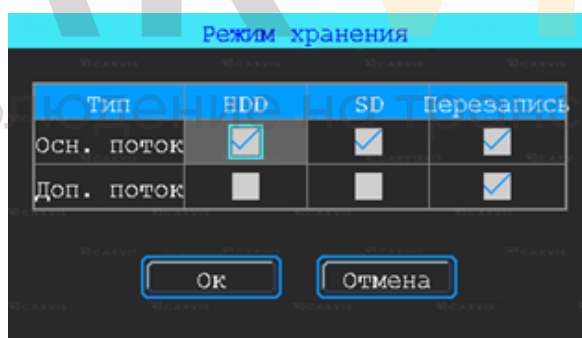 Режим хранения
Тип HDD SD Перезапись
Осн. поток
Доп. поток
Ок Отмена